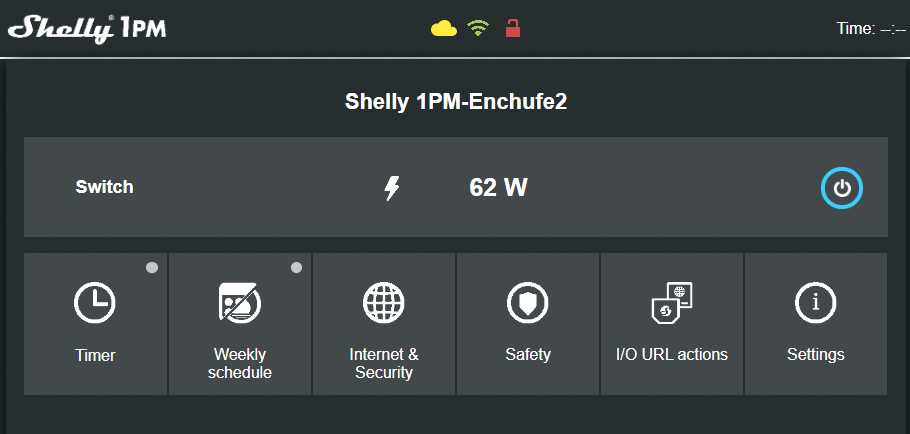 Shelly® 1PM
Time: --:--
Shelly 1PM-Enchufe2
Switch
62 W
Timer
Weekly
schedule
Internet &
Security
Safety
I/O URL actions
Settings